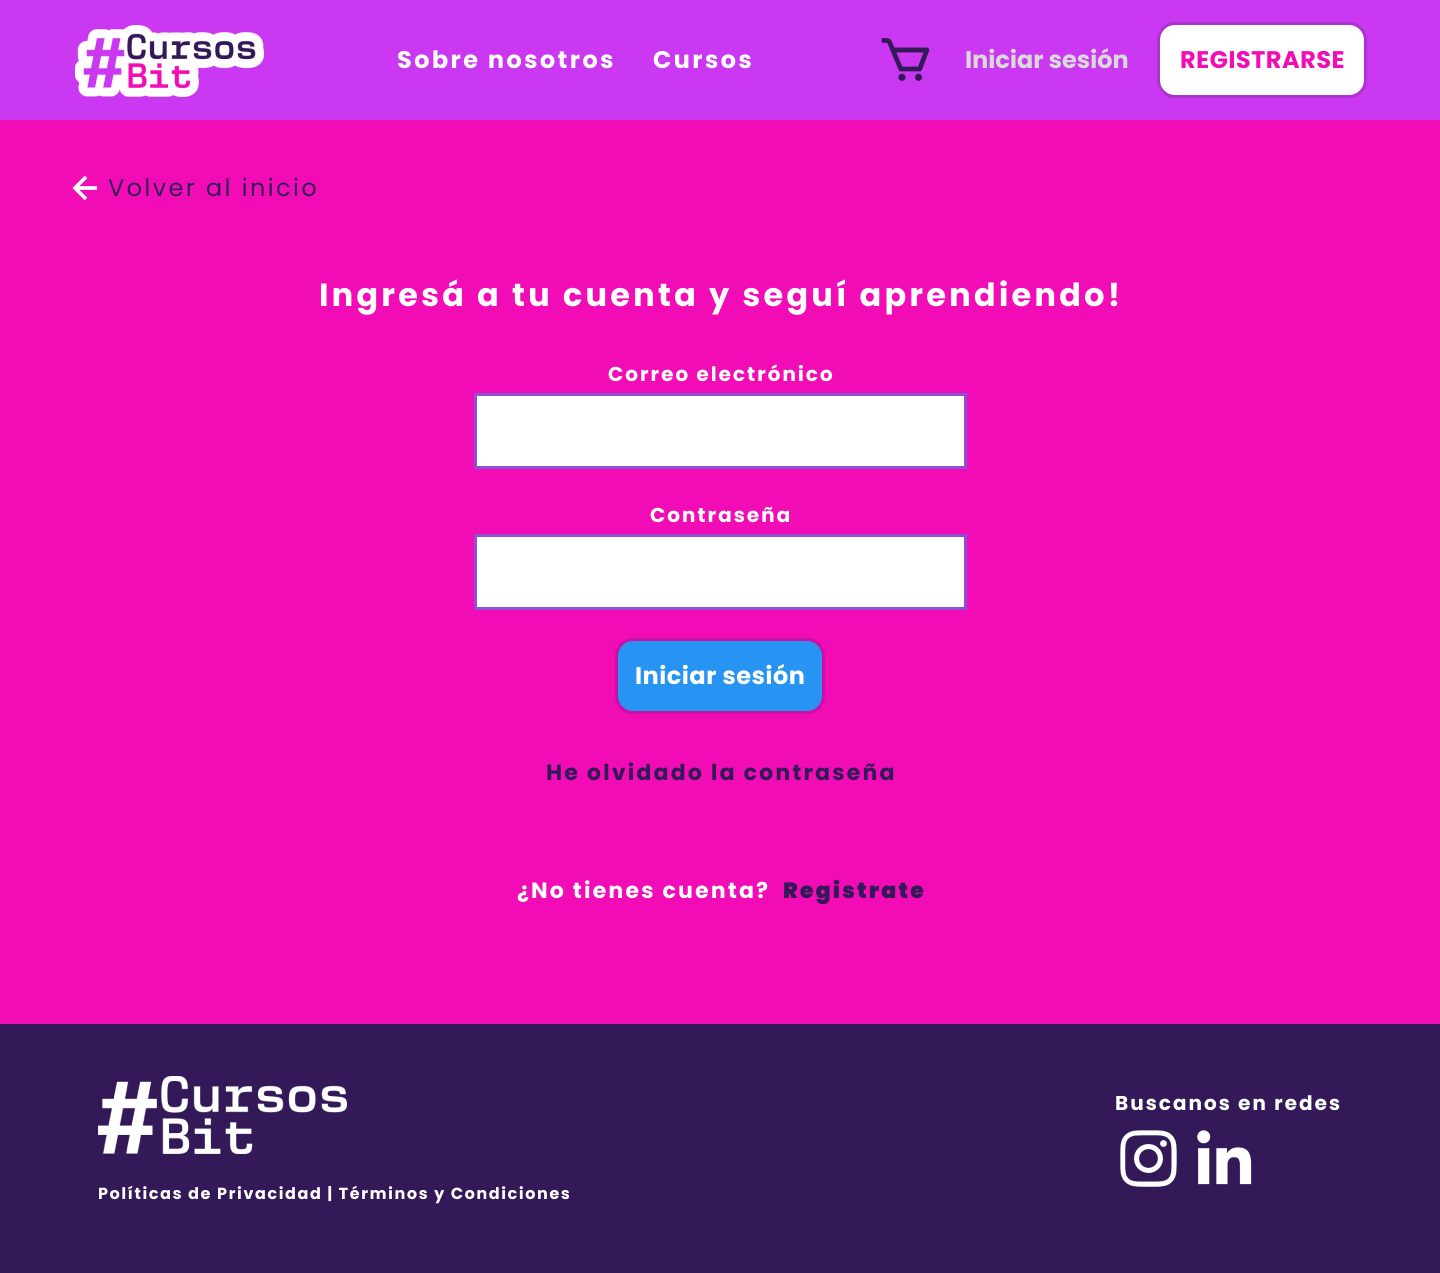 #Cursos
Bit
Sobre nosotros
Cursos
Iniciar sesión
REGISTRARSE
Volver al inicio
Ingresá a tu cuenta y seguí aprendiendo!
Correo electrónico
Contraseña
Iniciar sesión
He olvidado la contraseña
¿No tienes cuenta? Registrate
#Cursos
Bit
Políticas de Privacidad | Términos y Condiciones
Buscanos en redes
in